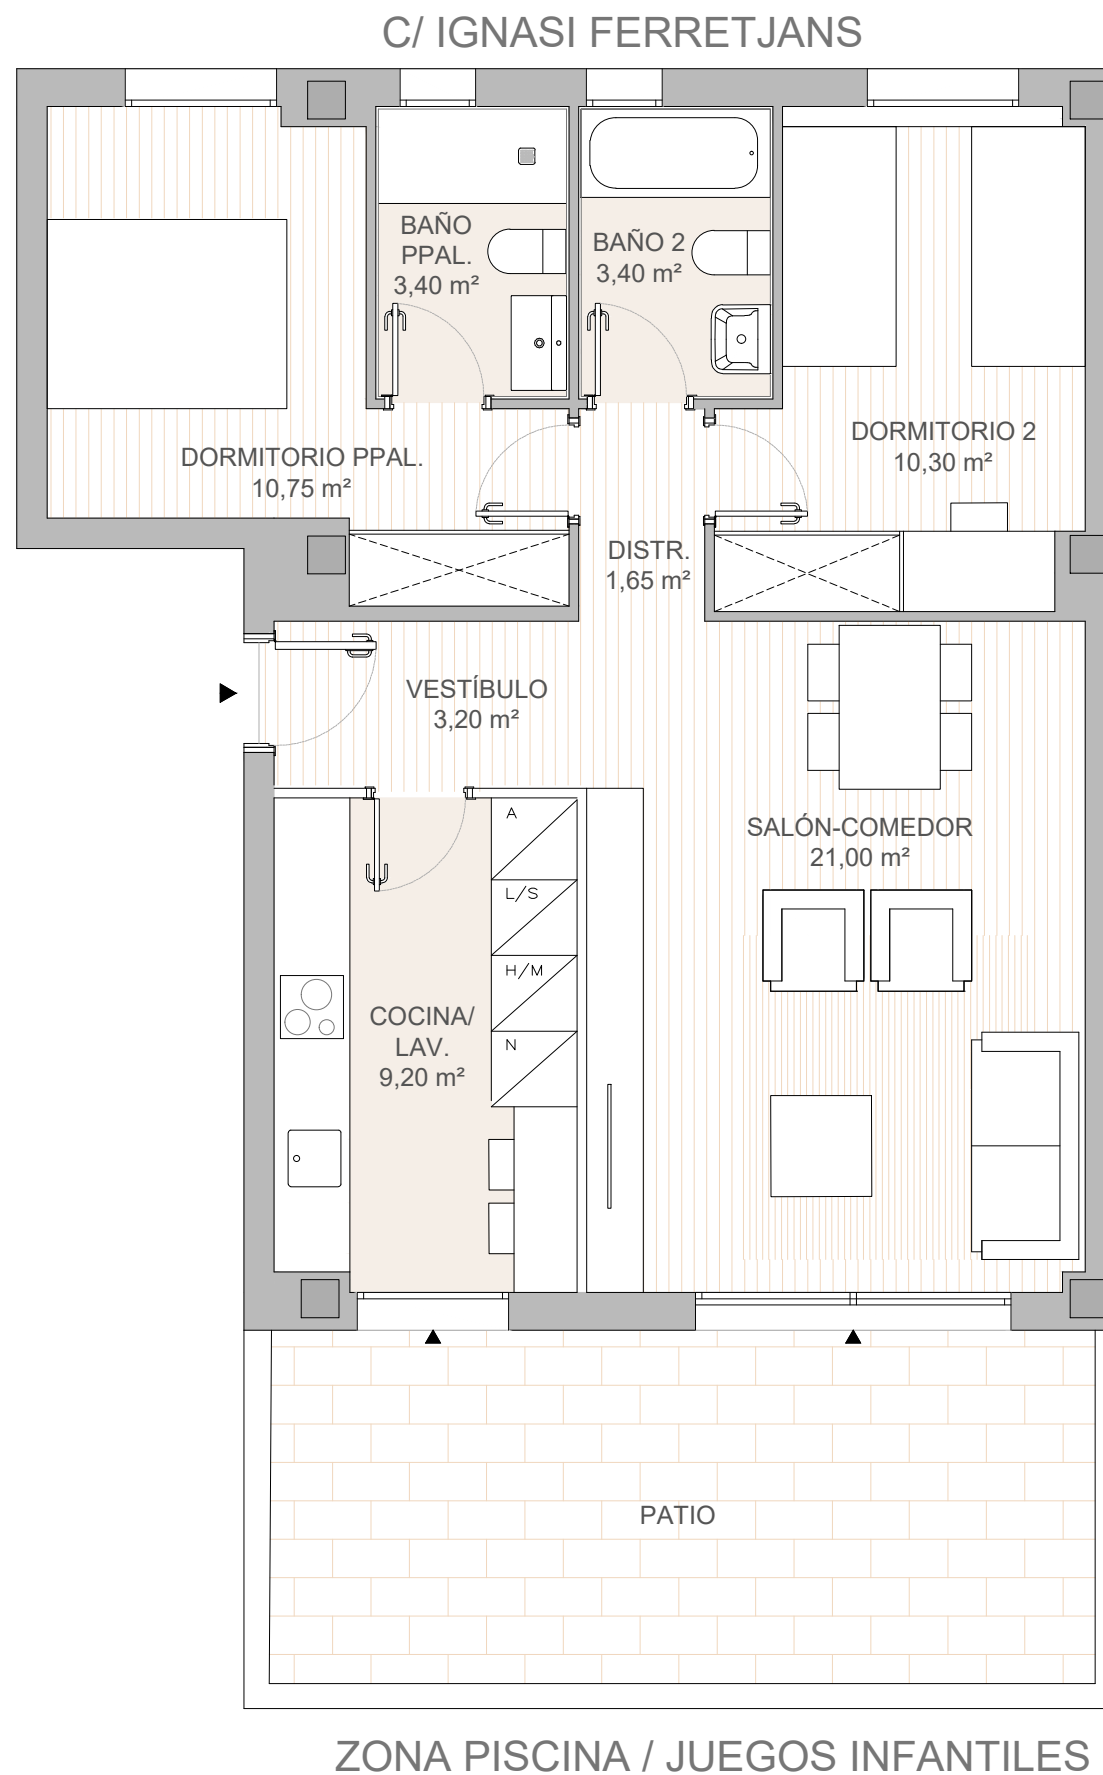 C/ IGNASI FERRETJANS
BAÑO
PPAL.
3,40 m²
BAÑO 2
3,40 m²
DORMITORIO PPAL.
10,75 m²
DORMITORIO 2
10,30 m²
DISTR.
1,65 m²
VESTÍBULO
3,20 m²
SALÓN-COMEDOR
21,00 m²
A
L/S
H/M
N
COCINA/
LAV.
9,20 m²
PATIO
ZONA PISCINA / JUEGOS INFANTILES